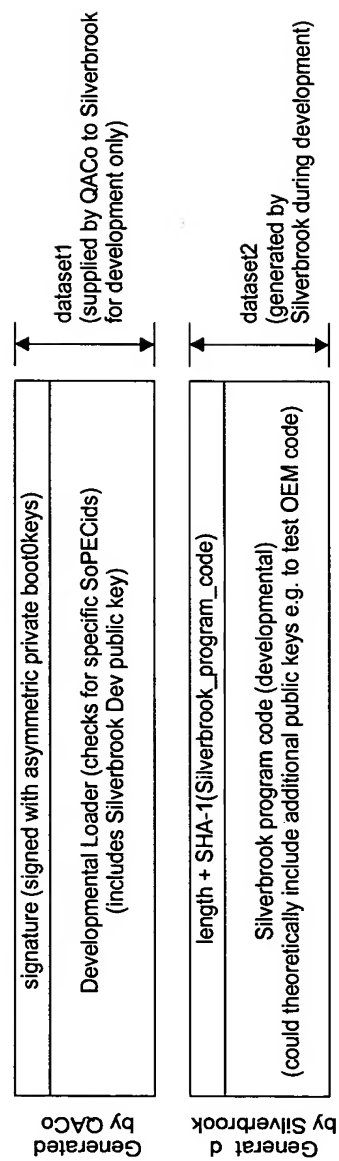 Generated
by QACo
signature (signed with asymmetric private boot0keys)
Developmental Loader (checks for specific SoPECids)
(includes Silverbrook Dev public key)
dataset1
(supplied by QACo to Silverbrook
for development only)
Generat d
by Silverbrook
length + SHA-1(Silverbrook_program_code)
Silverbrook program code (developmental)
(could theoretically include additional public keys e.g. to test OEM code)
dataset2
(generated by
Silverbrook during development)